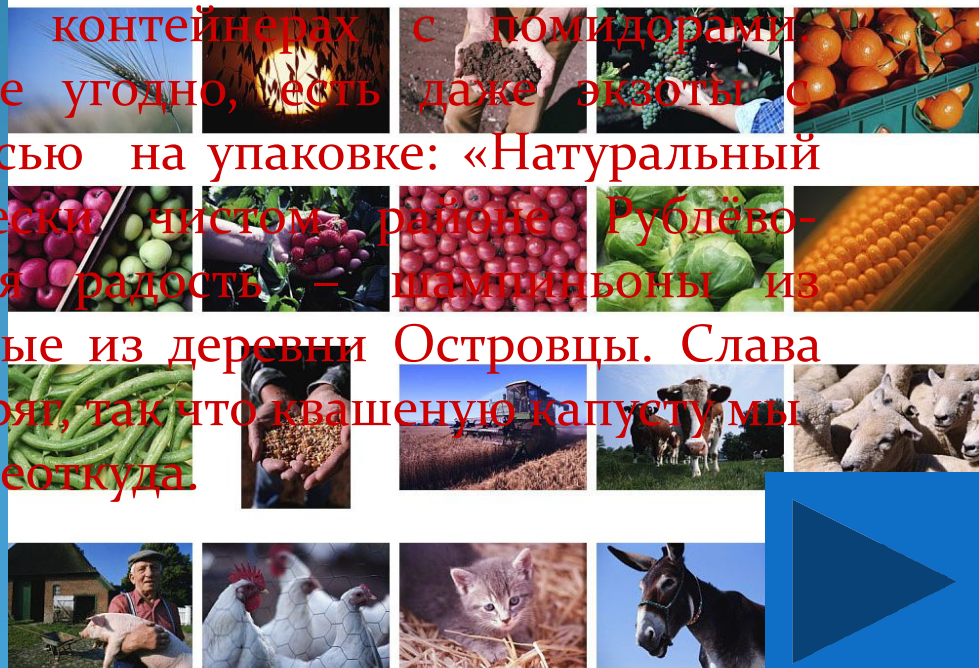 контейнерах с помидорами.
е угодно, есть даже экзоты с
сью на упаковке: «Натуральный
ески чистом районе Рублёво-
я радость – шампиньоны из
ые из деревни Островцы. Слава
рят, так что квашеную капусту мы
еоткуда.